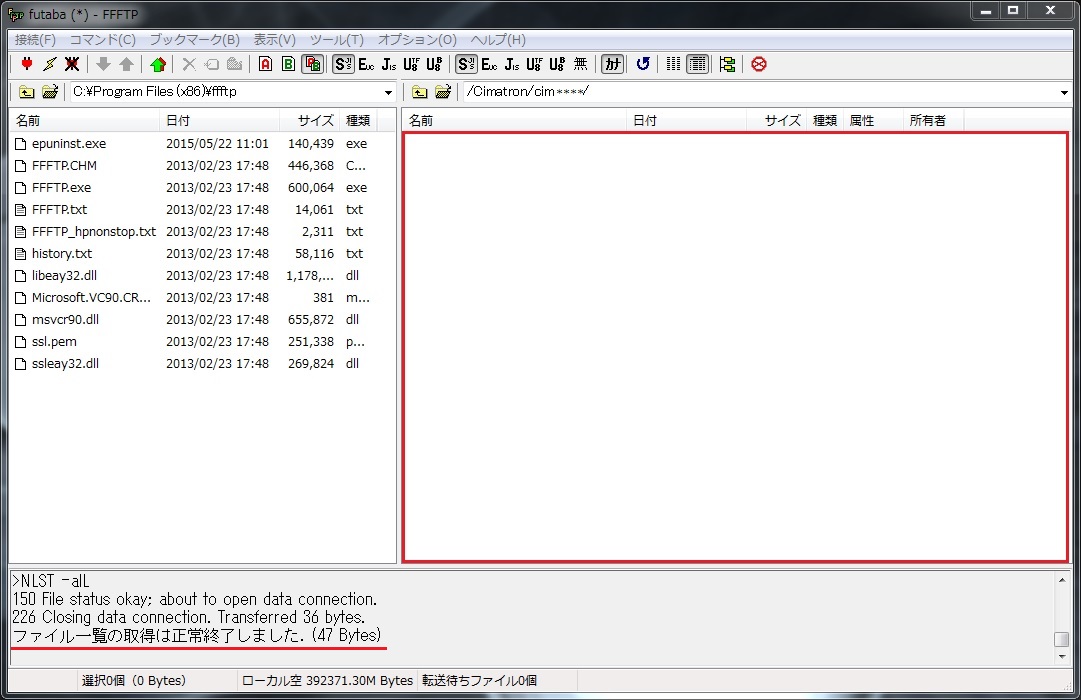 futaba (*) - FFFTP
接続(F) コマンド(C) ブックマーク(B) 表示(V) ツール(T) オプション(O) ヘルプ(H)
A B S Euc Jis S Euc Jis 無 カナ
C:¥Program Files (x86)¥ffftp /Cimatron/cim****/
名前 日付 サイズ 種類 名前 日付 サイズ 種類 属性 所有者
epuninst.exe 2015/05/22 11:01 140,439 exe
FFFTP.CHM 2013/02/23 17:48 446,368 C...
FFFTP.exe 2013/02/23 17:48 600,064 exe
FFFTP.txt 2013/02/23 17:48 14,061 txt
FFFTP_hpnonstop.txt 2013/02/23 17:48 2,311 txt
history.txt 2013/02/23 17:48 58,116 txt
libeay32.dll 2013/02/23 17:48 1,178,... dll
Microsoft.VC90.CR... 2013/02/23 17:48 381 m...
msvcr90.dll 2013/02/23 17:48 655,872 dll
ssl.pem 2013/02/23 17:48 251,338 p...
ssleay32.dll 2013/02/23 17:48 269,824 dll
>NLST -alL
150 File status okay; about to open data connection.
226 Closing data connection. Transferred 36 bytes.
ファイル一覧の取得は正常終了しました. (47 Bytes)
選択0個 (0 Bytes) ローカル空 392371.30M Bytes 転送待ちファイル0個